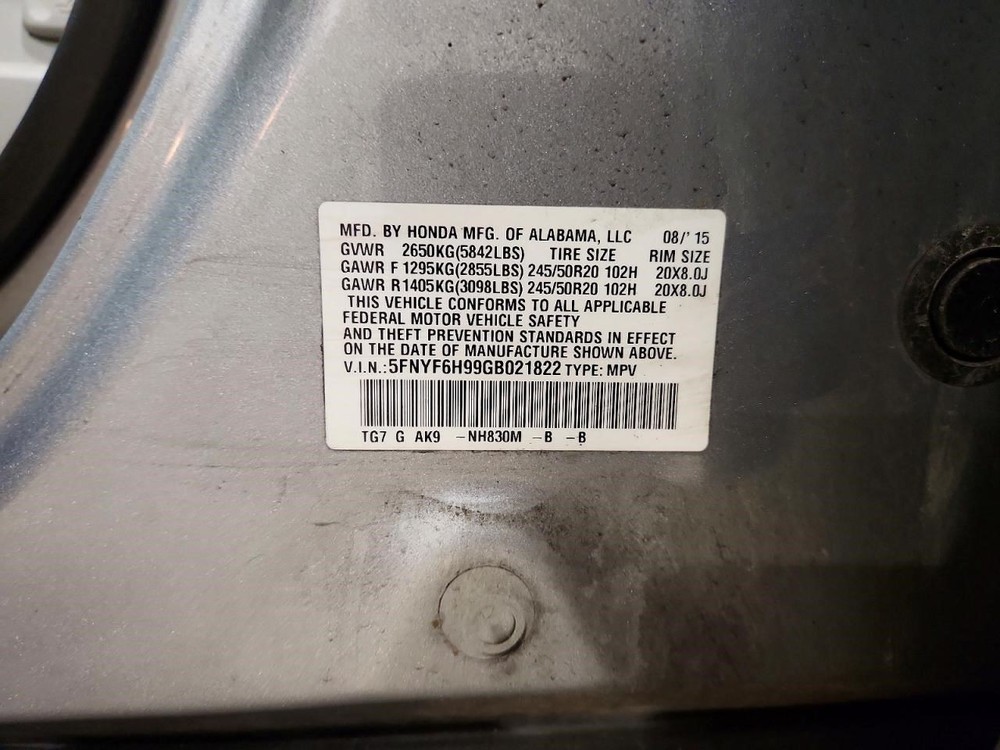 MFD. BY HONDA MFG. OF ALABAMA, LLC 08/'15
GVWR 2650KG(5842LBS) TIRE SIZE RIM SIZE
GAWR F 1295KG(2855LBS) 245/50R20 102H 20X8.0J
GAWR R 1405KG(3098LBS) 245/50R20 102H 20X8.0J
THIS VEHICLE CONFORMS TO ALL APPLICABLE
FEDERAL MOTOR VEHICLE SAFETY
AND THEFT PREVENTION STANDARDS IN EFFECT
ON THE DATE OF MANUFACTURE SHOWN ABOVE.
V.I.N.: 5FNYF6H99GB021822 TYPE: MPV
TG7 G AK9 -NH830M -B -B